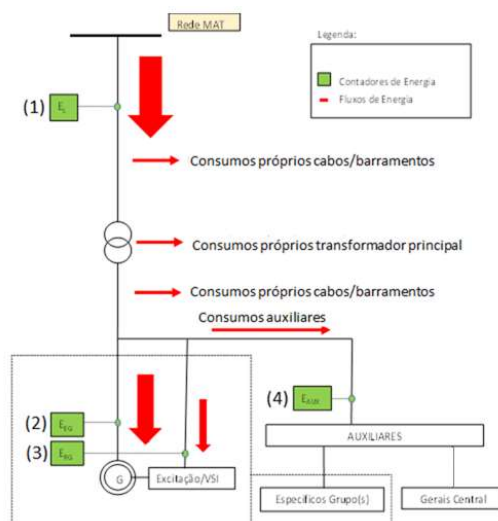 Rede MAT
Legenda:
Contadores de Energia
Fluxos de Energia
(1)
Consumos próprios cabos/barramentos
Consumos próprios transformador principal
Consumos próprios cabos/barramentos
Consumos auxiliares
(4)
(2)
(3)
AUXILIARES
G
Excitação/VSI
Específicos Grupo(s)
Gerais Central